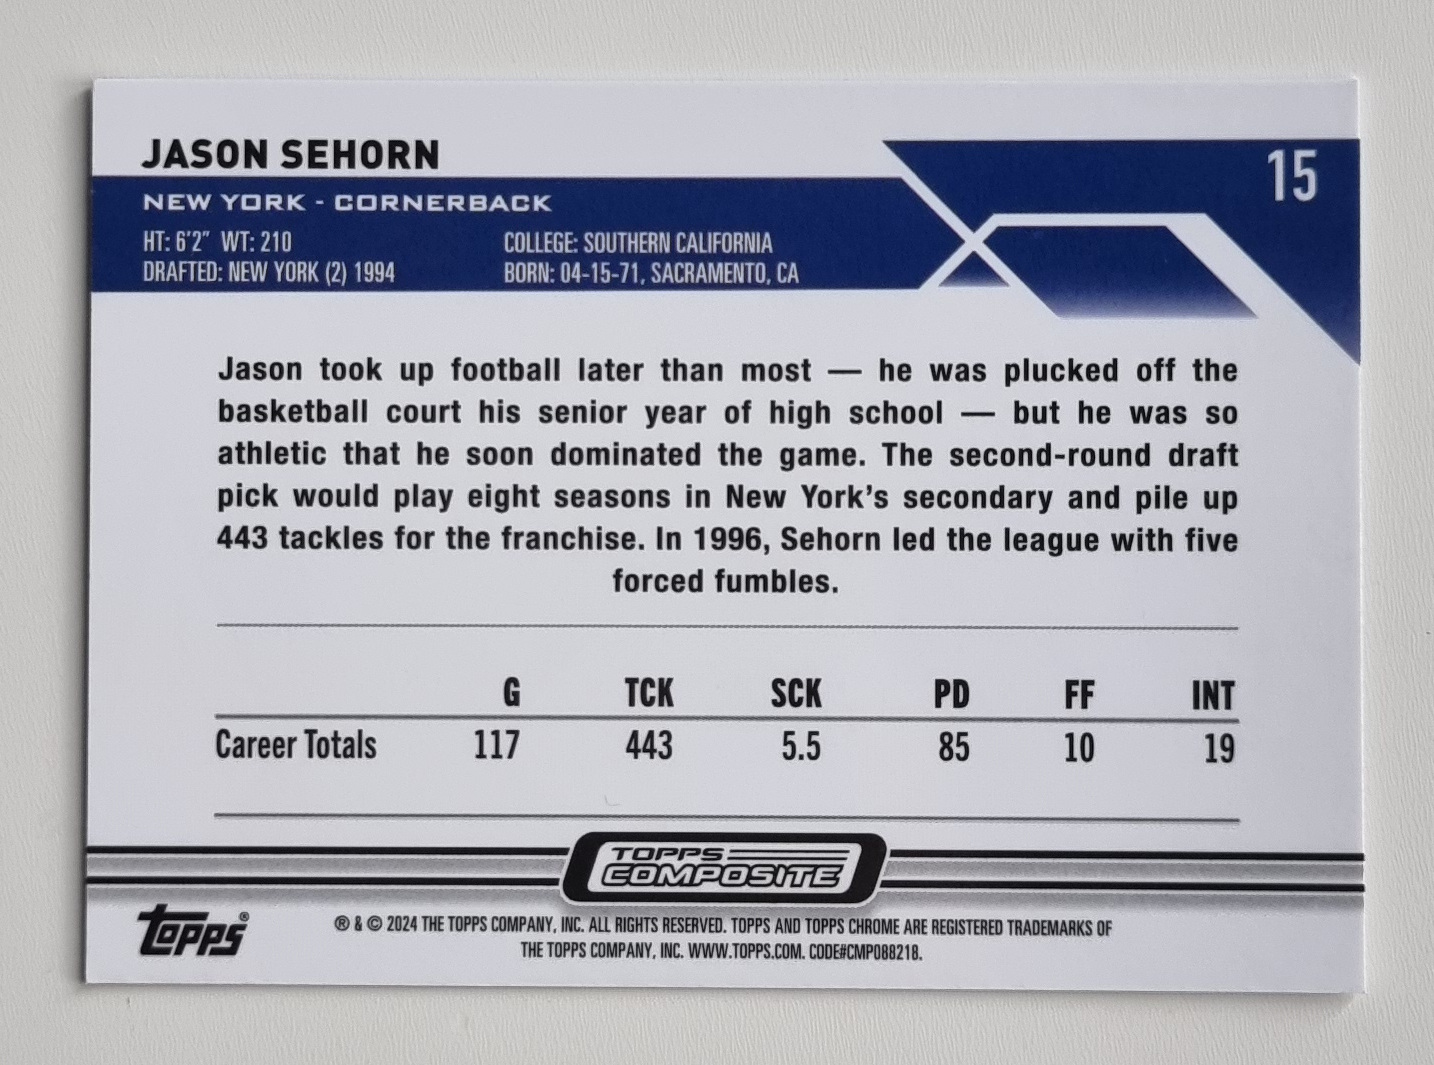 JASON SEHORN
15
NEW YORK - CORNERBACK
HT: 6'2" WT: 210
COLLEGE: SOUTHERN CALIFORNIA
DRAFTED: NEW YORK (2) 1994
BORN: 04-15-71, SACRAMENTO, CA
Jason took up football later than most — he was plucked off the
basketball court his senior year of high school — but he was so
athletic that he soon dominated the game. The second-round draft
pick would play eight seasons in New York's secondary and pile up
443 tackles for the franchise. In 1996, Sehorn led the league with five
forced fumbles.
G TCK SCK PD FF INT
Career Totals 117 443 5.5 85 10 19
TOPPS
COMPOSITE
Topps®
® & © 2024 THE TOPPS COMPANY, INC. ALL RIGHTS RESERVED. TOPPS AND TOPPS CHROME ARE REGISTERED TRADEMARKS OF
THE TOPPS COMPANY, INC. WWW.TOPPS.COM. CODE#CMP088218.